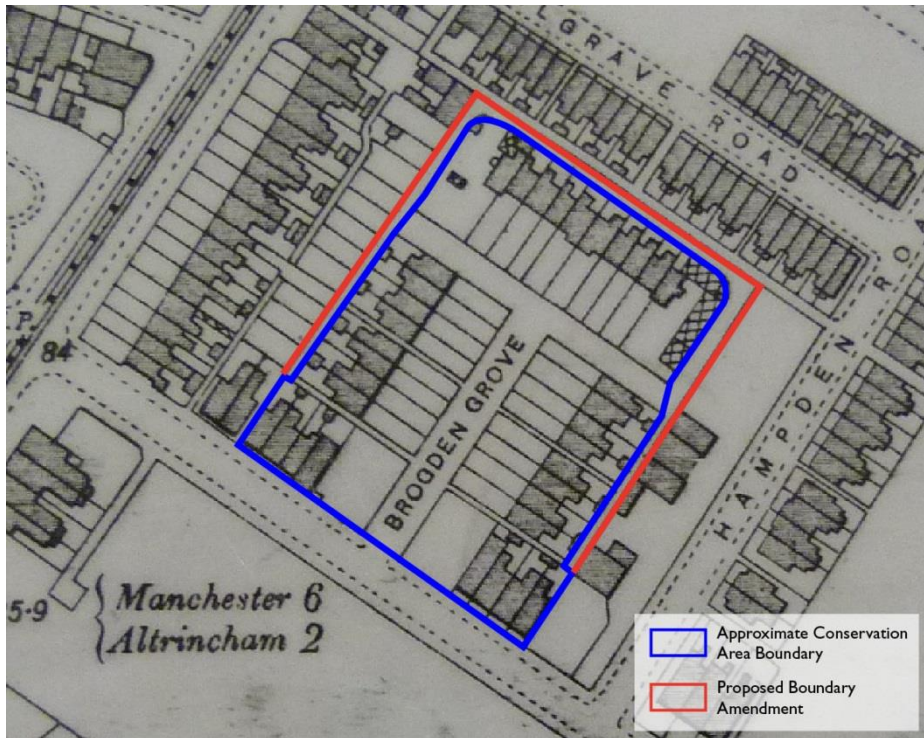 GRAVE ROAD
P
84
BROGDEN GROVE
HAMPDEN
RO
5·9
Manchester 6
Altrincham 2
Approximate Conservation
Area Boundary
Proposed Boundary
Amendment